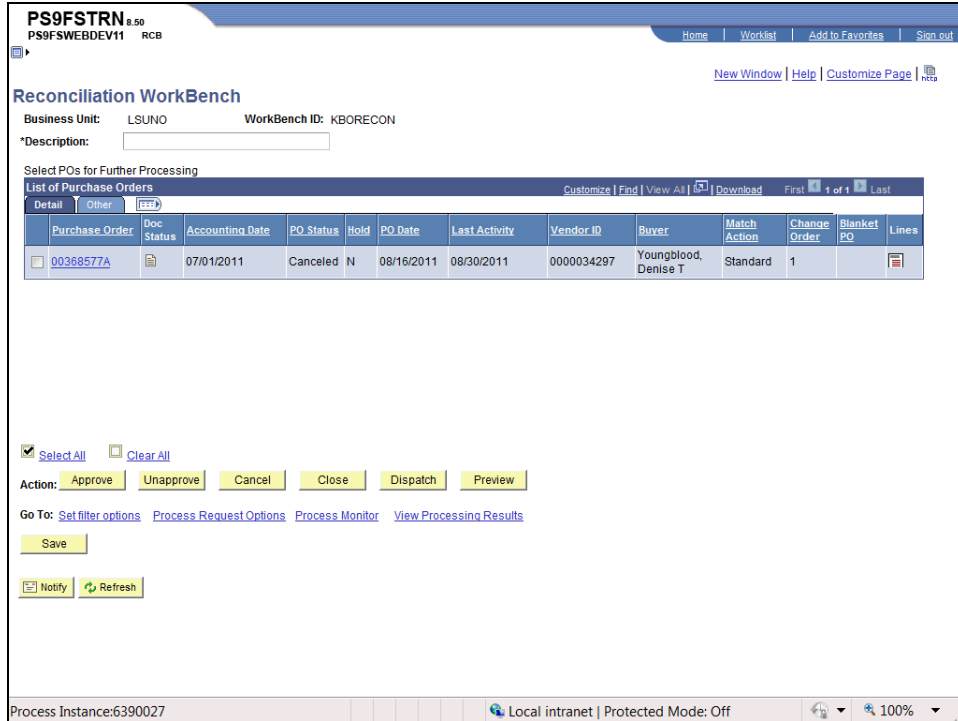 PS9FSTRN 8.50
PS9FSWEBDEV11 RCB
Home | Worklist | Add to Favorites | Sign out
New Window | Help | Customize Page | http
Reconciliation WorkBench
Business Unit: LSUNO WorkBench ID: KBORECON
*Description:
Select POs for Further Processing
List of Purchase Orders Customize | Find | View All | Download First 1 of 1 Last
Detail Other
Purchase Order Doc Status Accounting Date PO Status Hold PO Date Last Activity Vendor ID Buyer Match Action Change Order Blanket PO Lines
00368577A 07/01/2011 Canceled N 08/16/2011 08/30/2011 0000034297 Youngblood, Denise T Standard 1
Select All Clear All
Action: Approve Unapprove Cancel Close Dispatch Preview
Go To: Set filter options Process Request Options Process Monitor View Processing Results
Save
Notify Refresh
Process Instance:6390027 Local intranet | Protected Mode: Off 100%